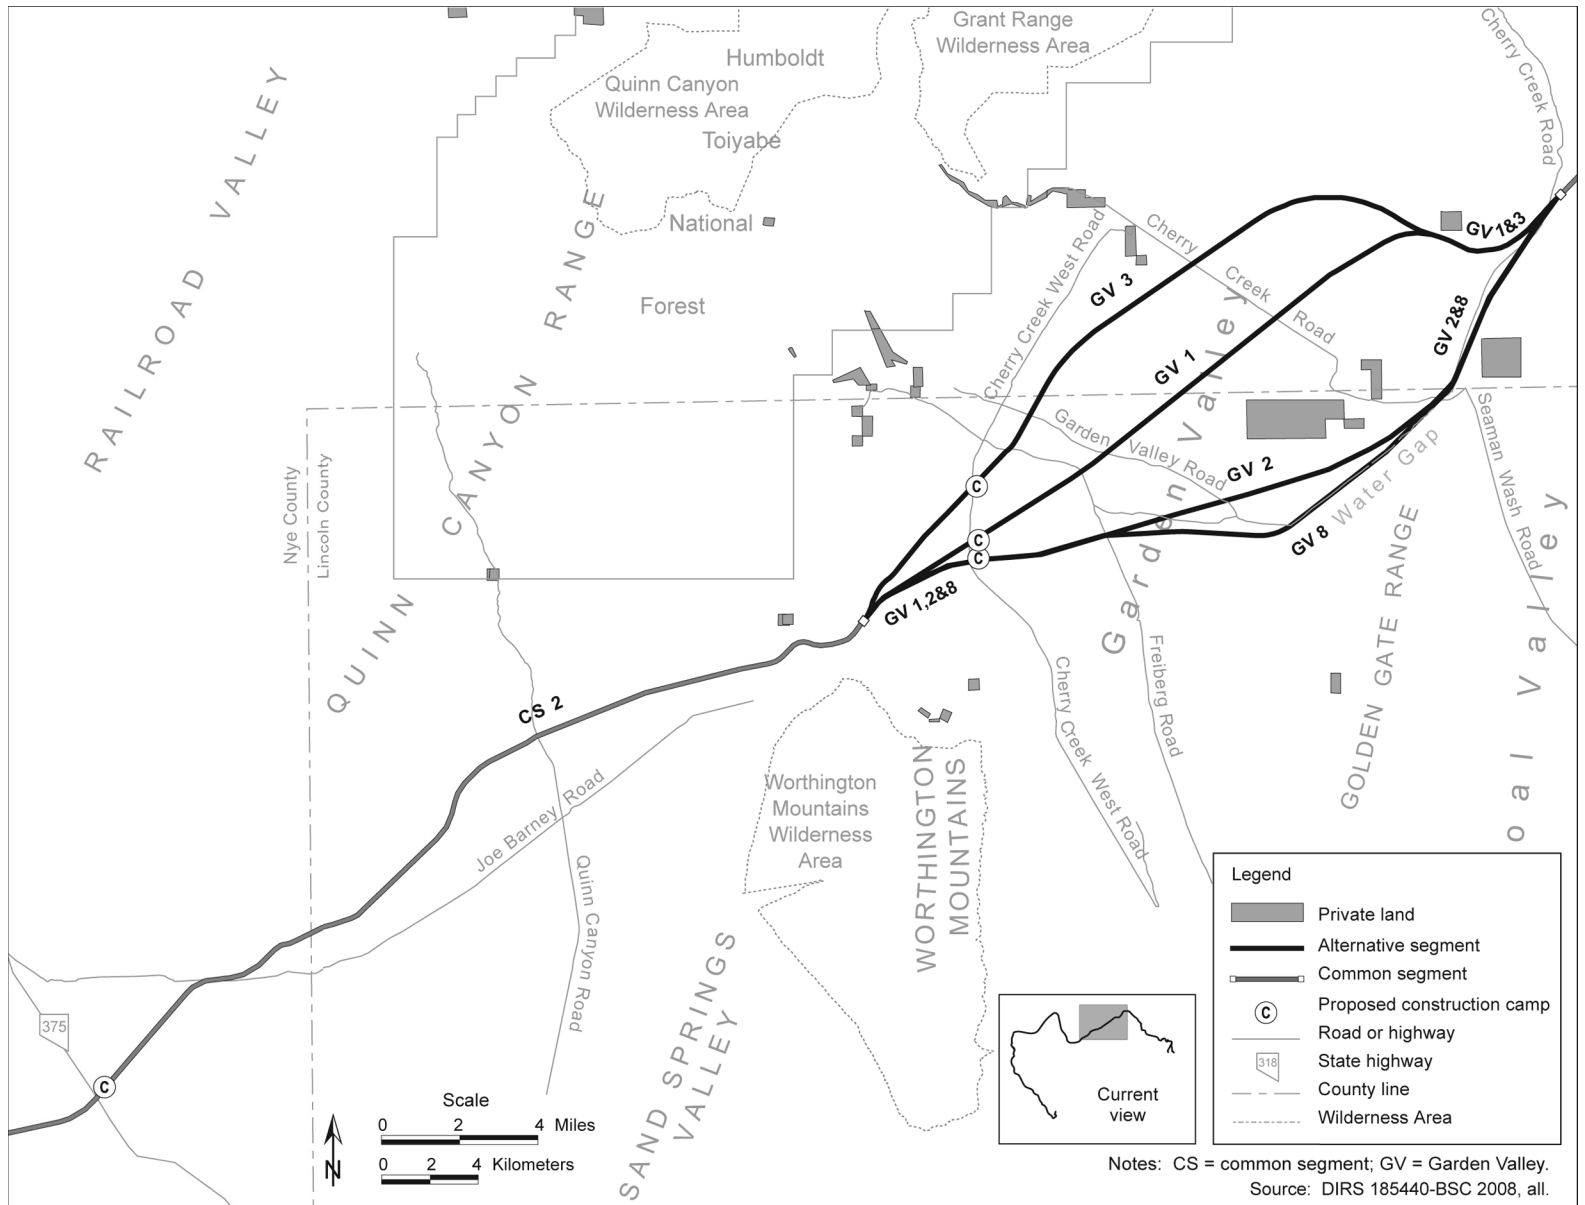 Grant Range
Wilderness Area
Humboldt
Quinn Canyon
Wilderness Area
Toiyabe
National
Forest
RAILROAD VALLEY
QUINN CANYON RANGE
Cherry Creek Road
Cherry Creek Road
Cherry Creek West Road
GV 1&3
GV 3
GV 2&8
GV 1
GV 2
GV 8
GV 1,2&8
Garden Valley Road
Garden Valley
Water Gap
Seaman Wash Road
Nye County
Lincoln County
C
C
C
C
CS 2
Freiberg Road
Cherry Creek West Road
GOLDEN GATE RANGE
oal Valley
Joe Barney Road
Quinn Canyon Road
Worthington
Mountains
Wilderness
Area
WORTHINGTON
MOUNTAINS
SAND SPRINGS
VALLEY
375
N
Scale
0 2 4 Miles
0 2 4 Kilometers
Current
view
Legend
Private land
Alternative segment
Common segment
C Proposed construction camp
Road or highway
318 State highway
County line
Wilderness Area
Notes: CS = common segment; GV = Garden Valley.
Source: DIRS 185440-BSC 2008, all.